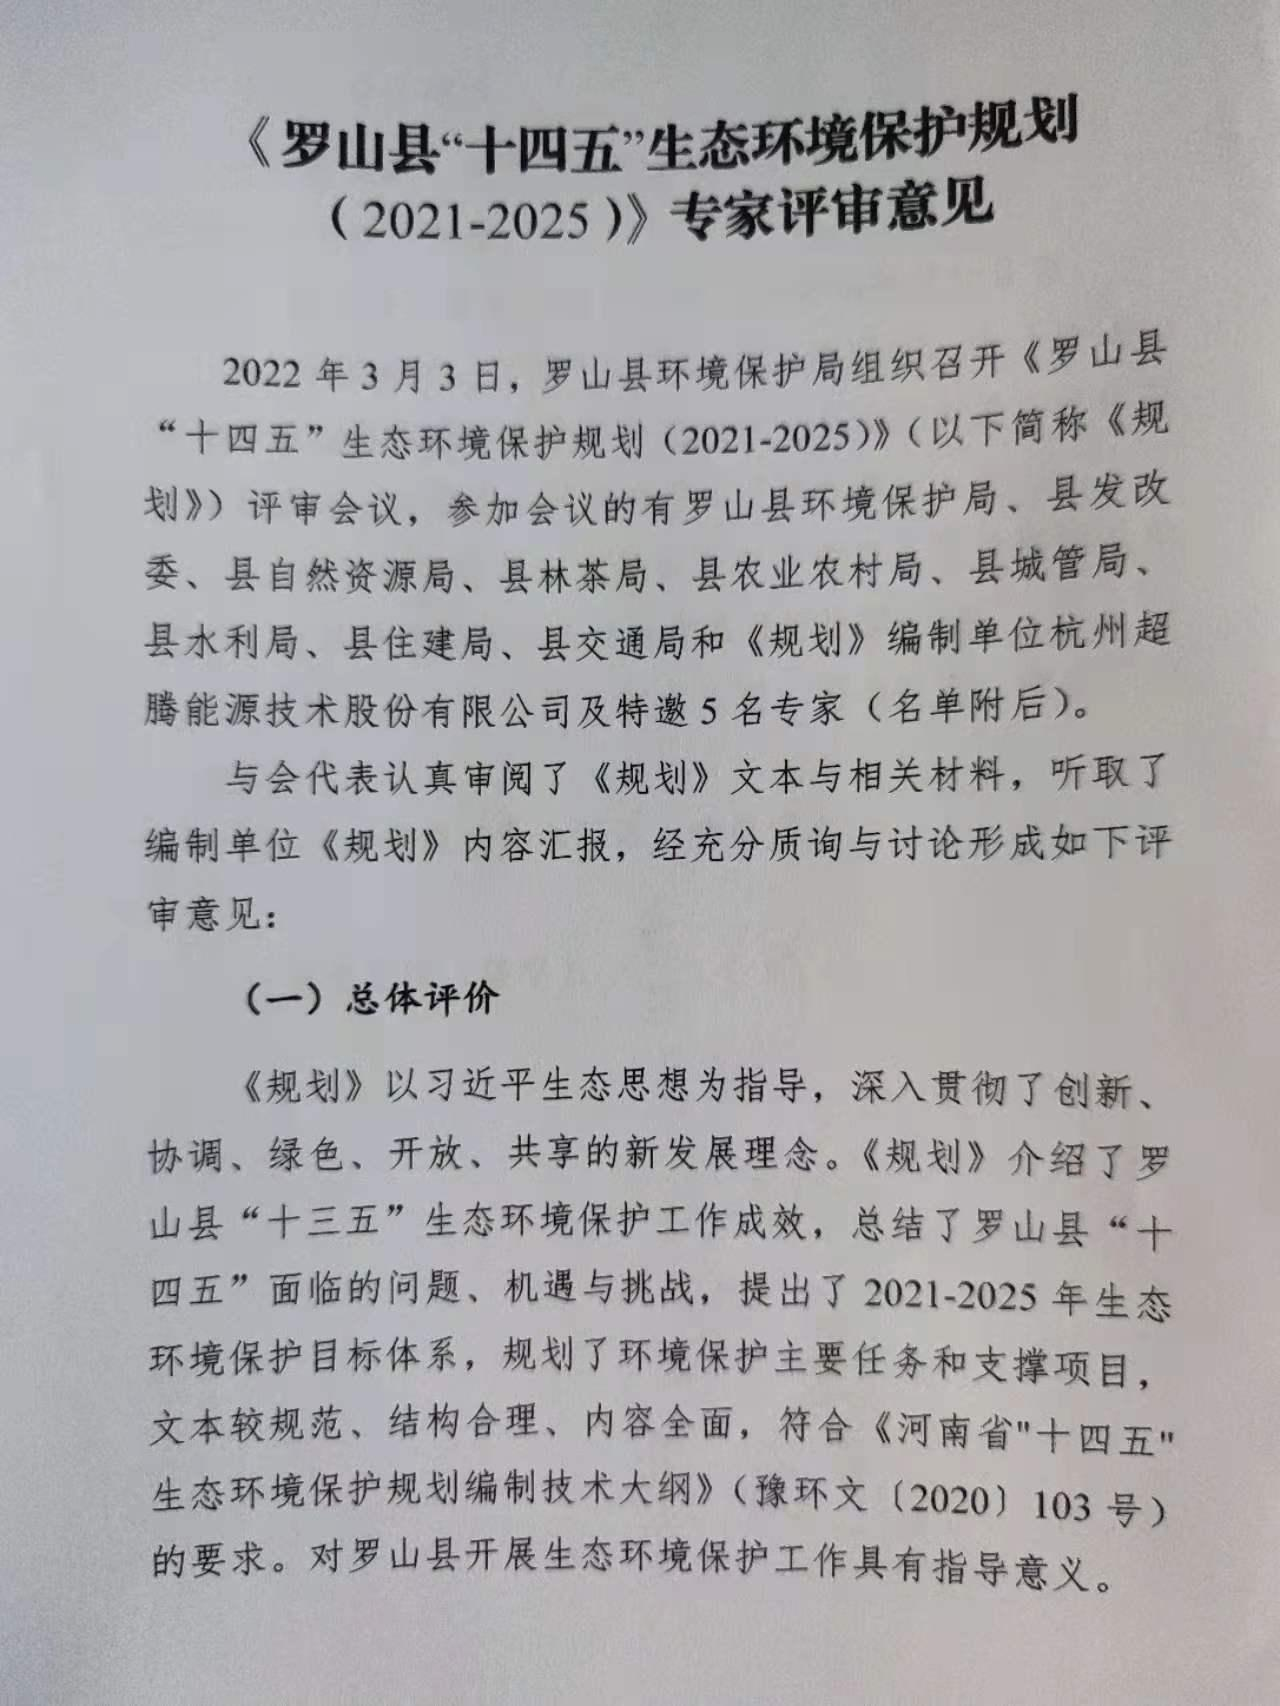 《罗山县“十四五”生态环境保护规划
（2021-2025）》专家评审意见
2022 年 3 月 3 日，罗山县环境保护局组织召开《罗山县
“十四五”生态环境保护规划（2021-2025）》（以下简称《规
划》）评审会议，参加会议的有罗山县环境保护局、县发改
委、县自然资源局、县林茶局、县农业农村局、县城管局、
县水利局、县住建局、县交通局和《规划》编制单位杭州超
腾能源技术股份有限公司及特邀 5 名专家（名单附后）。
与会代表认真审阅了《规划》文本与相关材料，听取了
编制单位《规划》内容汇报，经充分质询与讨论形成如下评
审意见：
（一）总体评价
《规划》以习近平生态思想为指导，深入贯彻了创新、
协调、绿色、开放、共享的新发展理念。《规划》介绍了罗
山县“十三五”生态环境保护工作成效，总结了罗山县“十
四五”面临的问题、机遇与挑战，提出了 2021-2025 年生态
环境保护目标体系，规划了环境保护主要任务和支撑项目，
文本较规范、结构合理、内容全面，符合《河南省"十四五"
生态环境保护规划编制技术大纲》（豫环文〔2020〕103 号）
的要求。对罗山县开展生态环境保护工作具有指导意义。